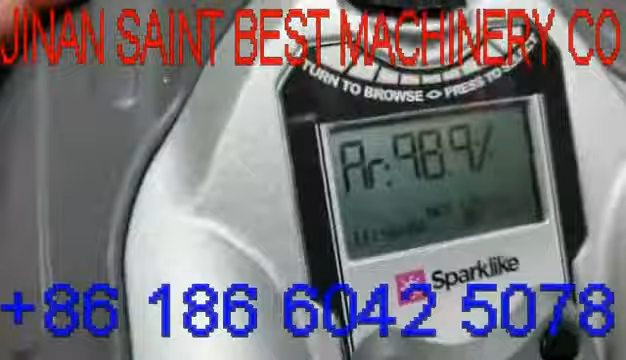 JINAN SAINT BEST MACHINERY CO
TURN TO BROWSE <> PRESS TO
Ar:98.9%
Sparklike
+86 186 6042 5078